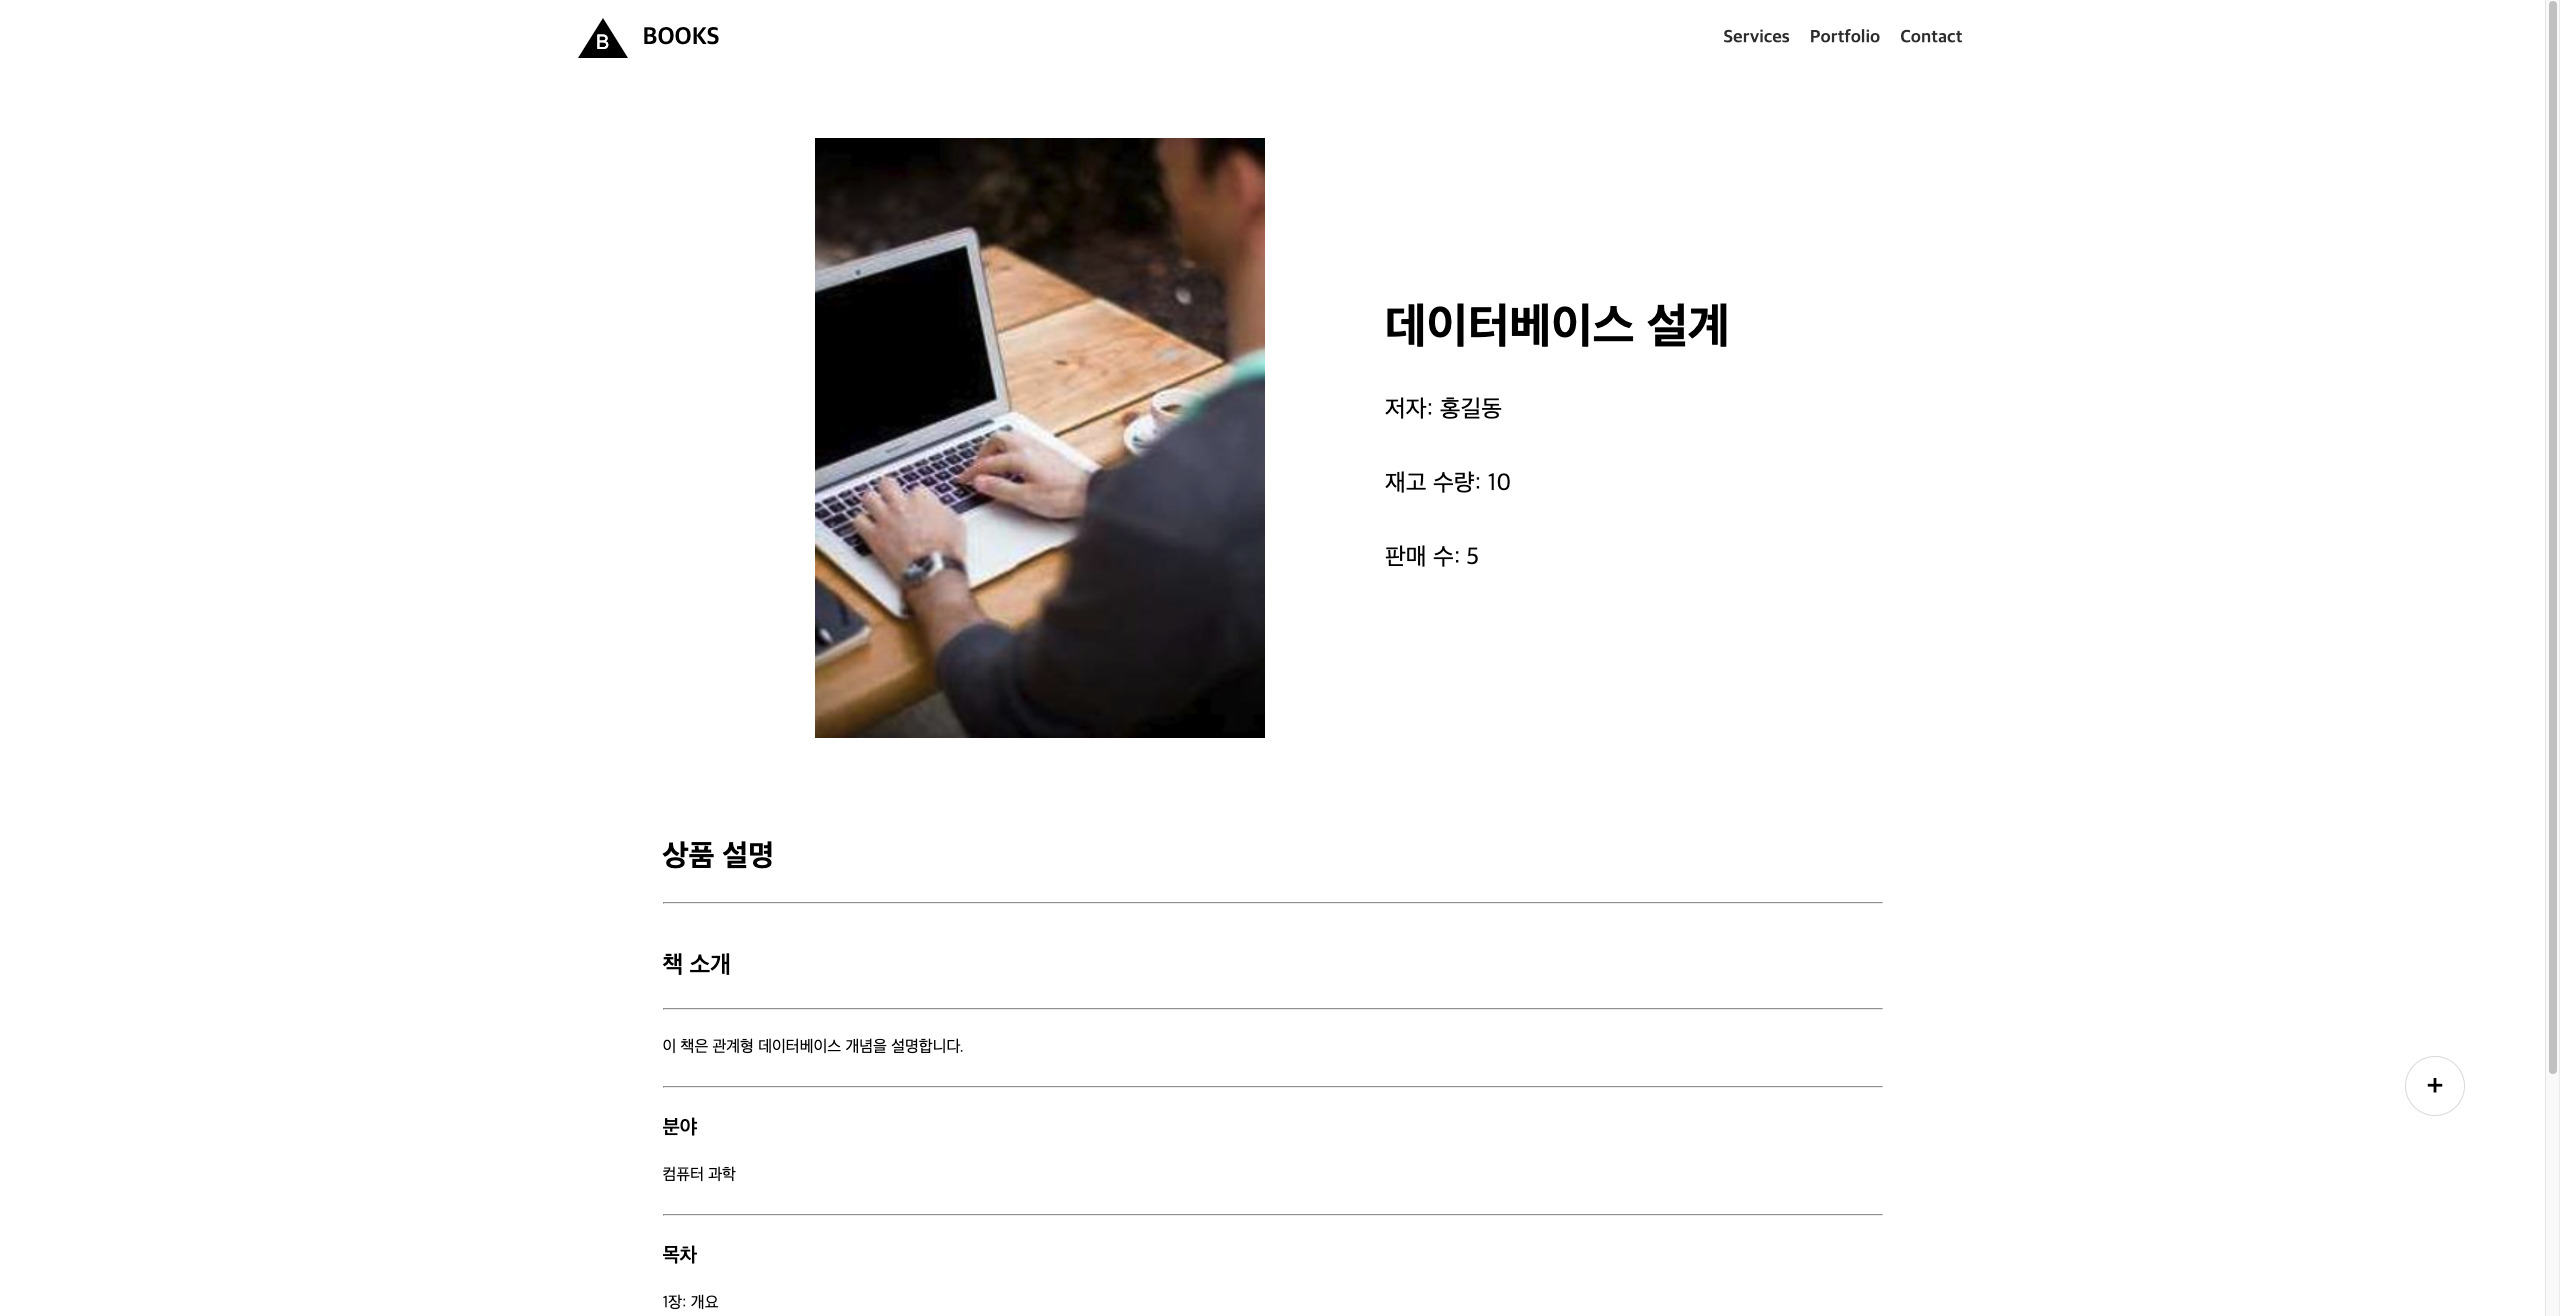 B BOOKS
Services Portfolio Contact
데이터베이스 설계
저자: 홍길동
재고 수량: 10
판매 수: 5
상품 설명
책 소개
이 책은 관계형 데이터베이스 개념을 설명합니다.
분야
컴퓨터 과학
목차
1장: 개요
+